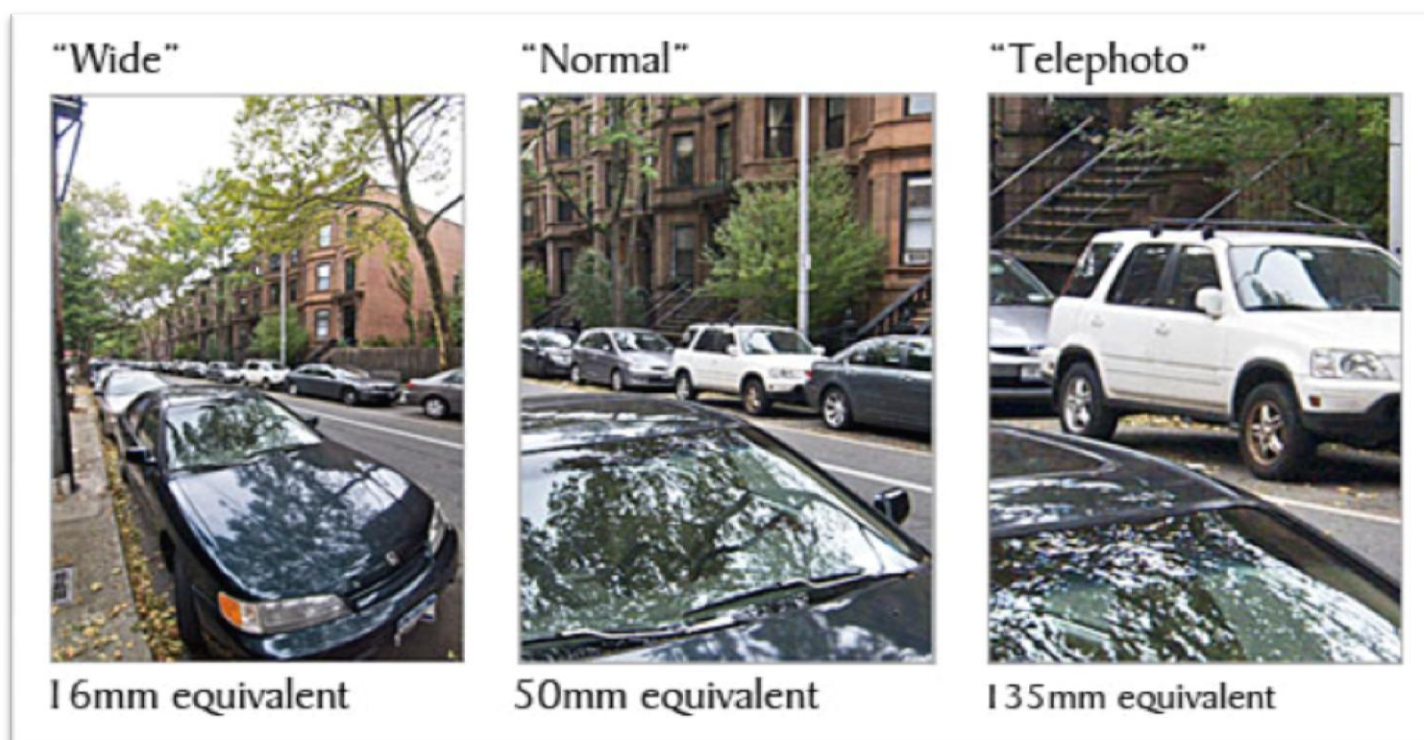 “Wide”
“Normal”
“Telephoto”
16mm equivalent
50mm equivalent
135mm equivalent